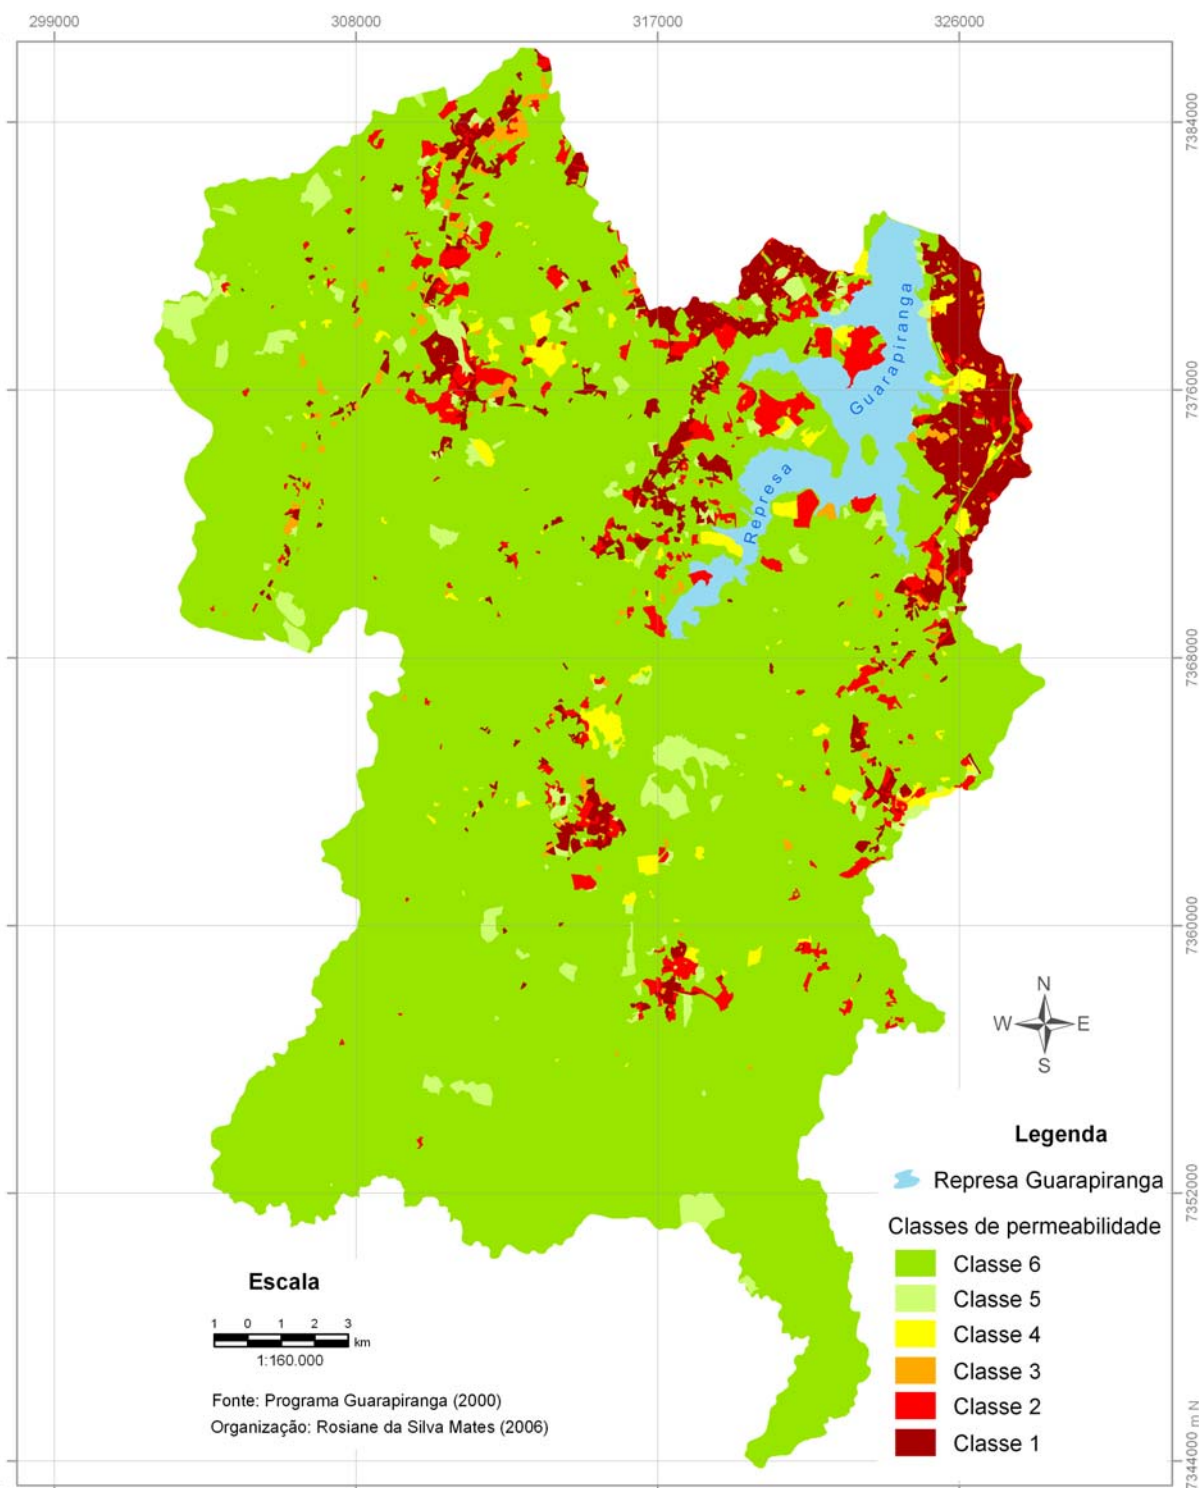 299000
308000
317000
326000
7384000
7376000
7368000
7360000
7352000
7344000 m N
Guarapiranga
Represa
N
W
E
S
Legenda
Represa Guarapiranga
Classes de permeabilidade
Classe 6
Classe 5
Classe 4
Classe 3
Classe 2
Classe 1
Escala
1 0 1 2 3
km
1:160.000
Fonte: Programa Guarapiranga (2000)
Organização: Rosiane da Silva Mates (2006)